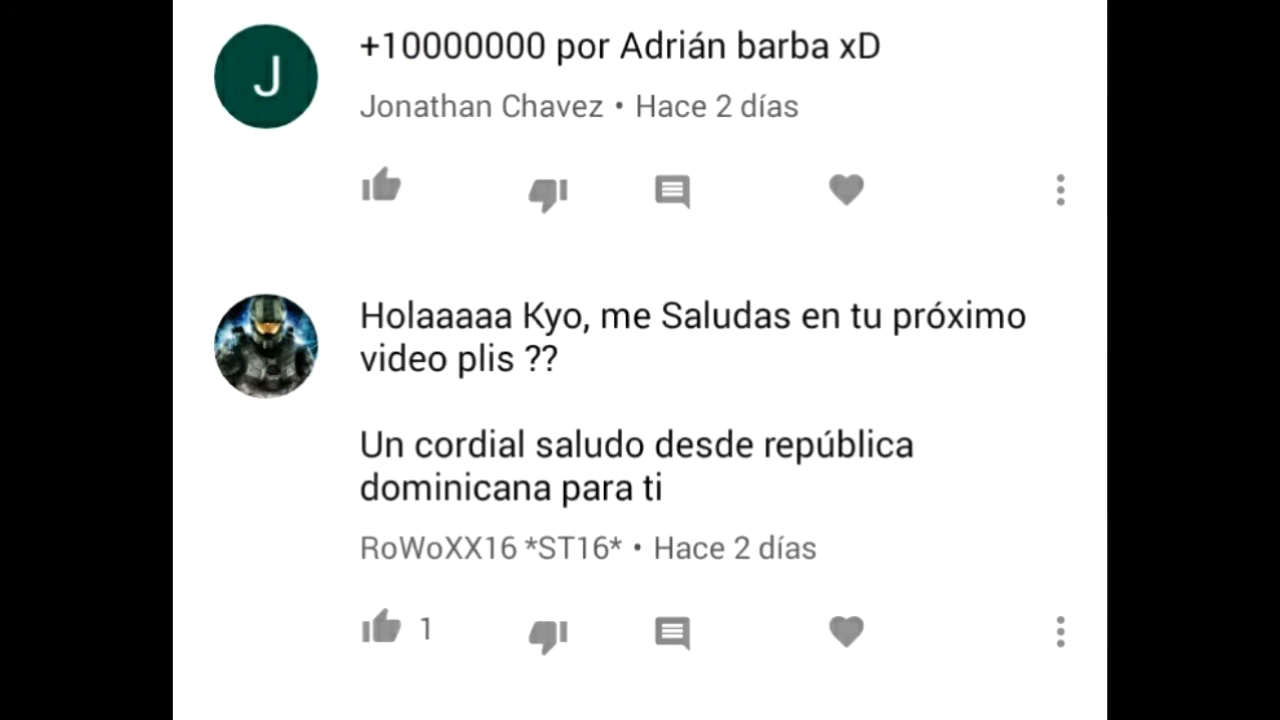 J
+10000000 por Adrián barba xD
Jonathan Chavez • Hace 2 días
Holaaaaa Kyo, me Saludas en tu próximo
video plis ??
Un cordial saludo desde república
dominicana para ti
RoWoXX16 *ST16* • Hace 2 días
1